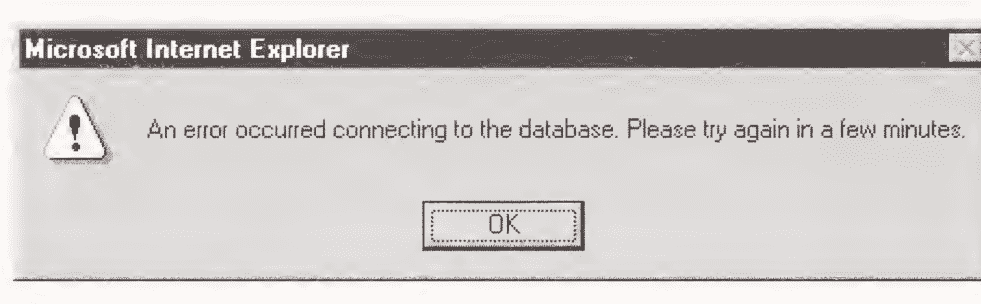 Microsoft Internet Explorer
An error occurred connecting to the database. Please try again in a few minutes.
OK